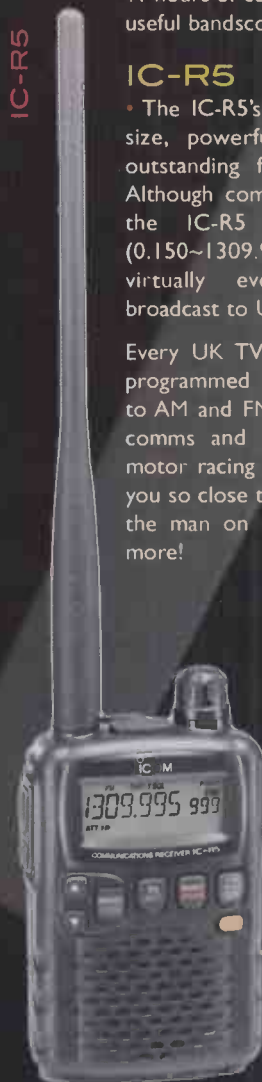 IC-R5
useful bandsco
IC-R5
• The IC-R5's
size, powerf
outstanding f
Although com
the IC-R5
(0.150~1309.9
virtually eve
broadcast to U
Every UK TV
programmed
to AM and FM
comms and
motor racing
you so close t
the man on
more!
ICOM
1309.995 999
COMMUNICATIONS RECEIVER IC-R5